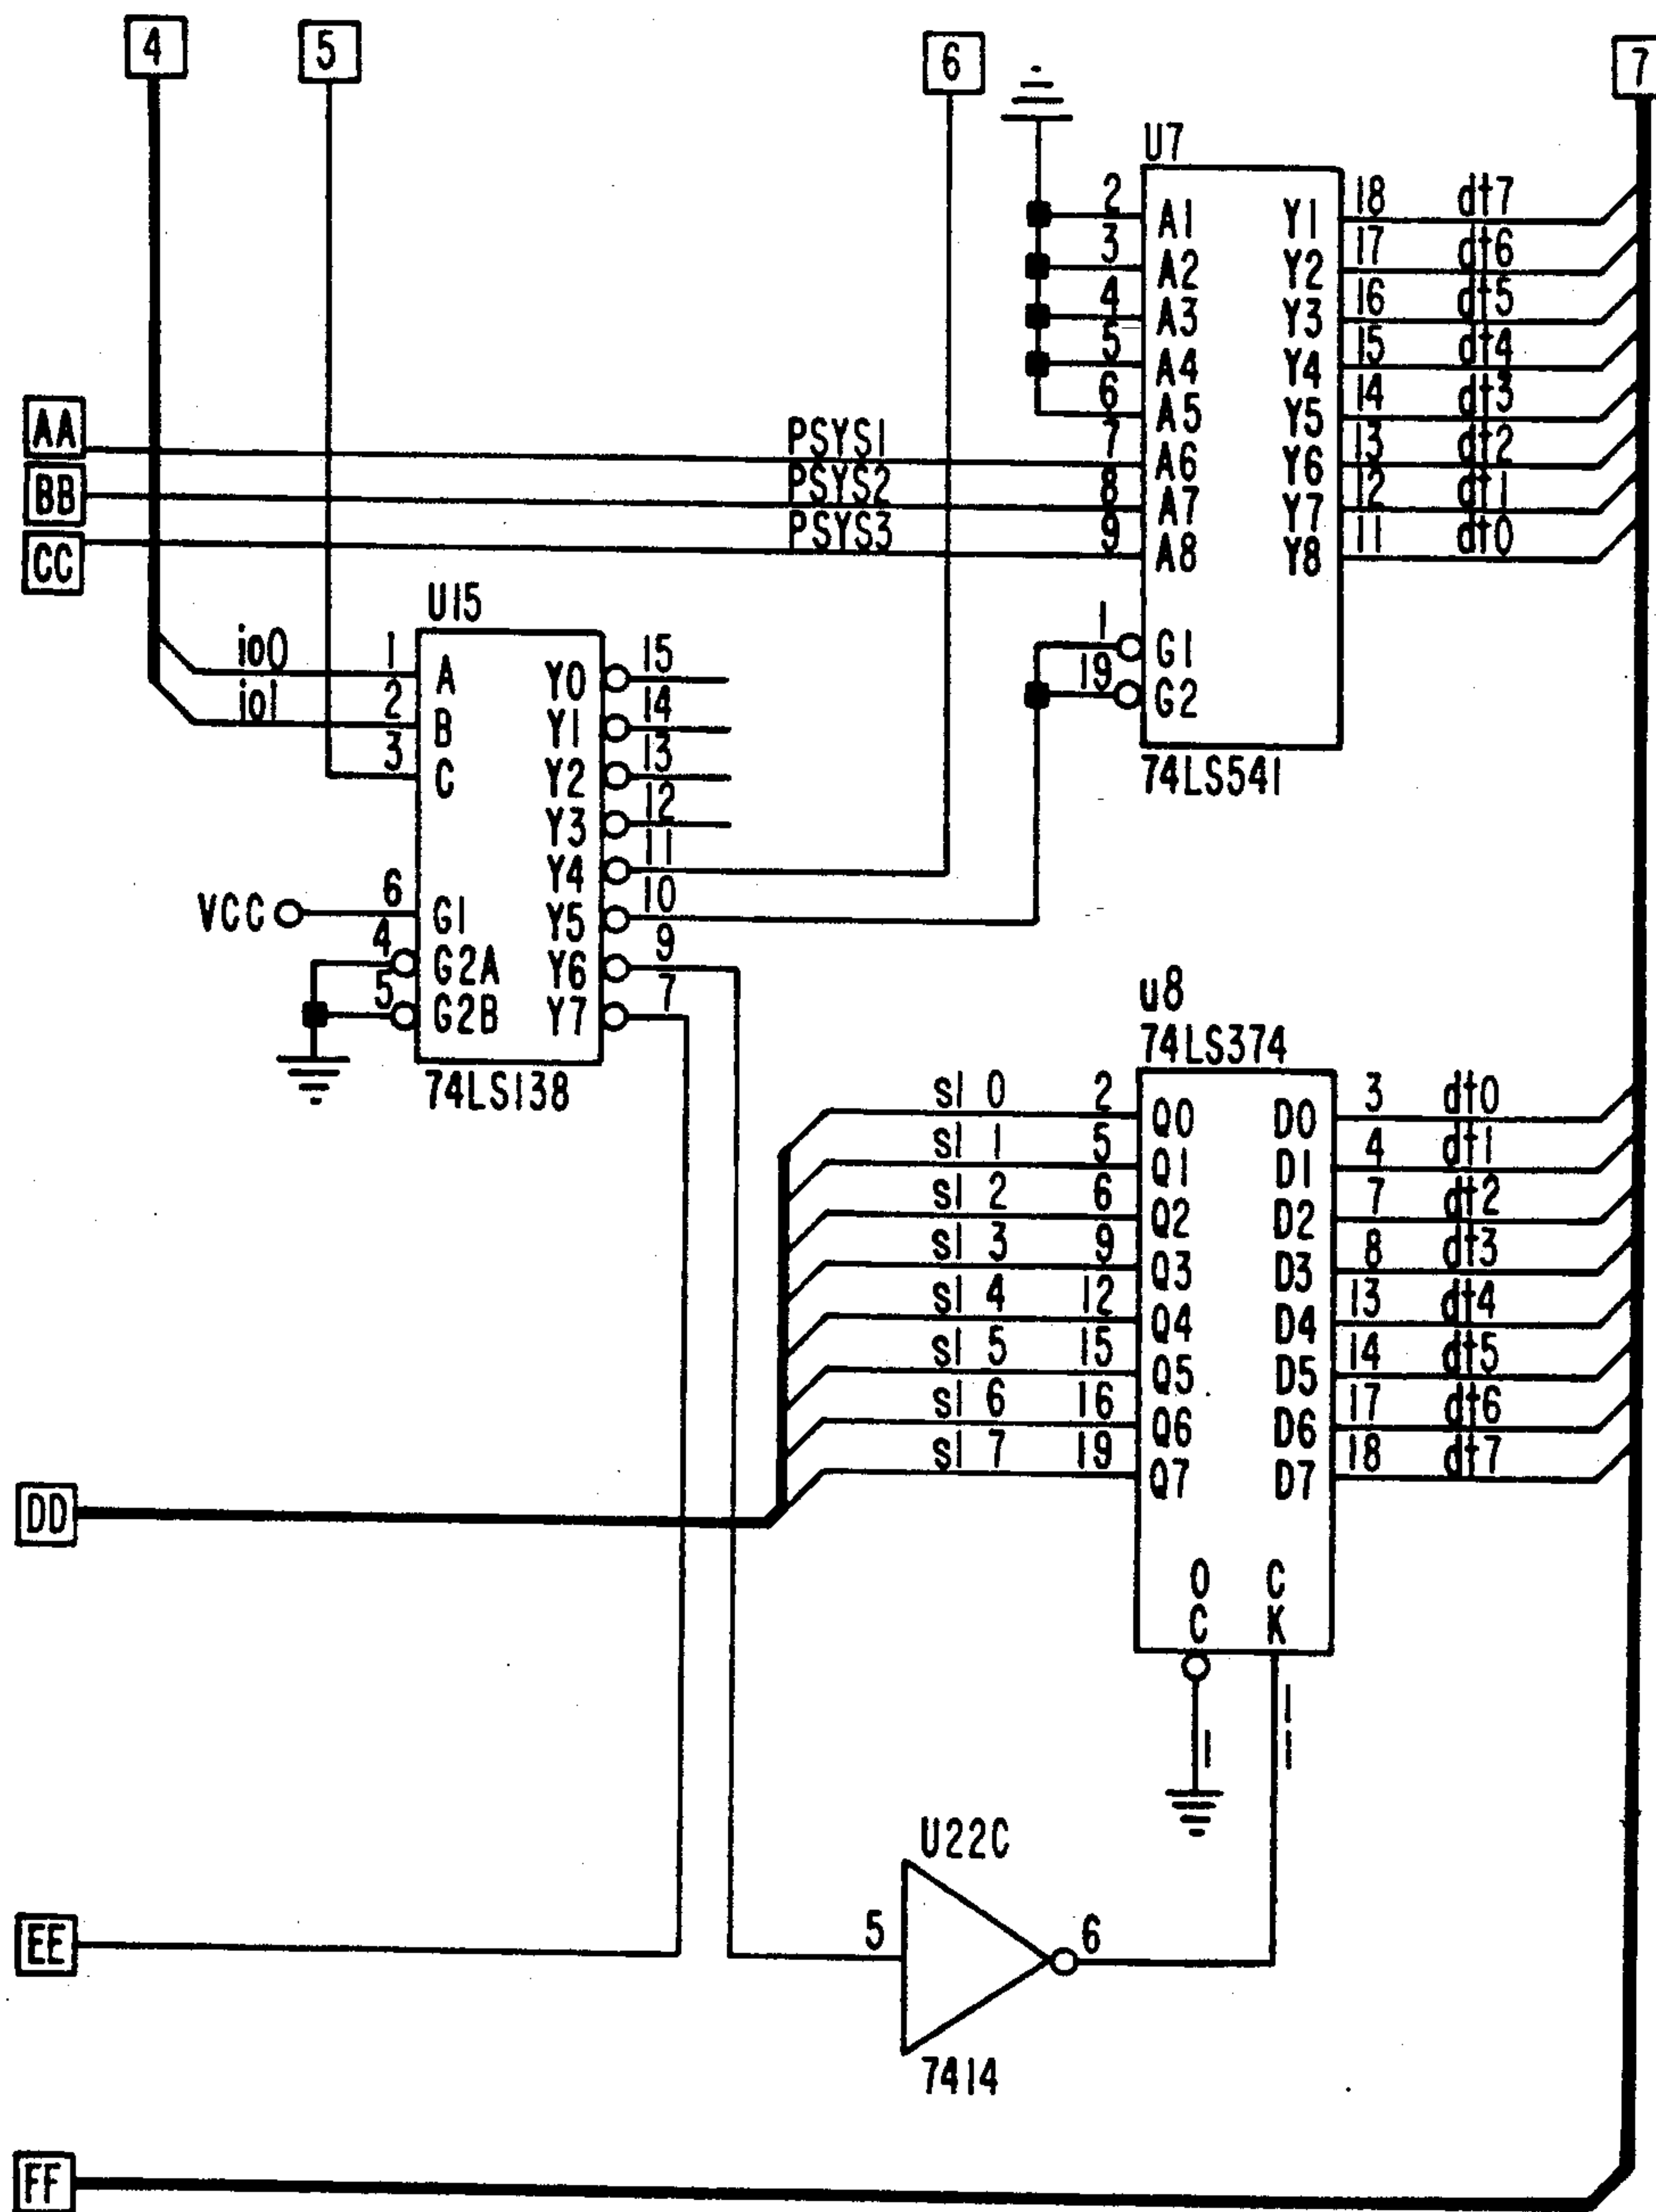 4 5 6 7
U7
2 A1 Y1 18 dt7
3 A2 Y2 17 dt6
4 A3 Y3 16 dt5
5 A4 Y4 15 dt4
6 A5 Y5 14 dt3
AA PSYS1 7 A6 Y6 13 dt2
BB PSYS2 8 A7 Y7 12 dt1
CC PSYS3 9 A8 Y8 11 dt0
1 G1
19 G2
74LS541
U15
io0 1 A Y0 15
io1 2 B Y1 14
3 C Y2 13
Y3 12
Y4 11
VCC 6 G1 Y5 10
4 G2A Y6 9
5 G2B Y7 7
74LS138
u8
74LS374
sl 0 2 Q0 D0 3 dt0
sl 1 5 Q1 D1 4 dt1
sl 2 6 Q2 D2 7 dt2
sl 3 9 Q3 D3 8 dt3
sl 4 12 Q4 D4 13 dt4
sl 5 15 Q5 D5 14 dt5
sl 6 16 Q6 D6 17 dt6
sl 7 19 Q7 D7 18 dt7
DD
OC CK
1 11
U22C
EE
5 6
7414
FF